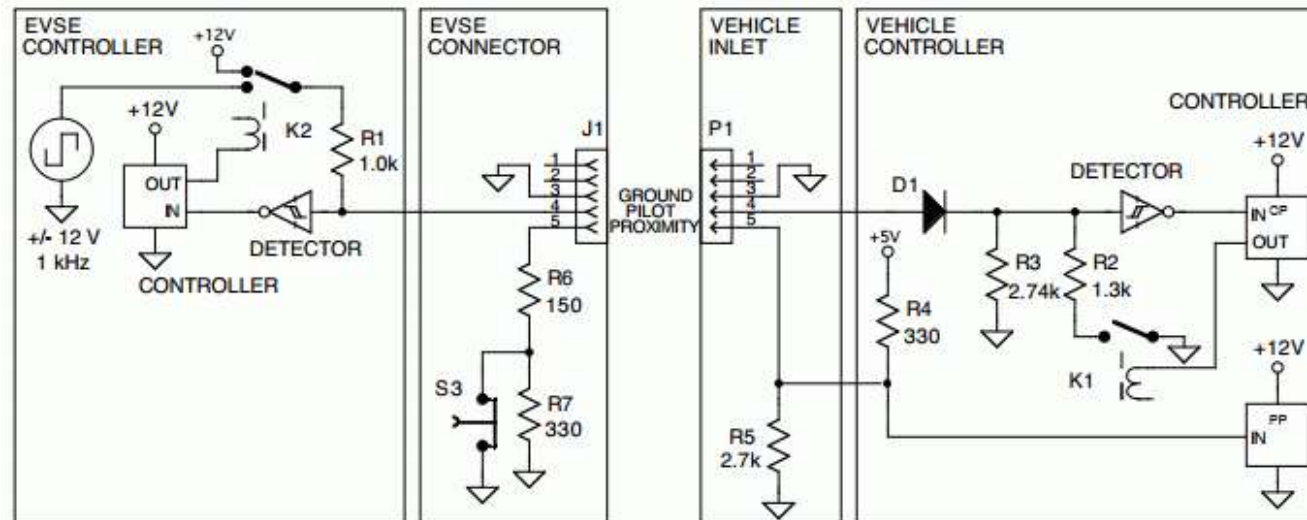 EVSE
CONTROLLER
+12V
+12V
K2
R1
1.0k
OUT
IN
DETECTOR
+/- 12 V
1 kHz
CONTROLLER
EVSE
CONNECTOR
J1
1
2
3
4
5
R6
150
S3
R7
330
GROUND
PILOT
PROXIMITY
VEHICLE
INLET
P1
1
2
3
4
5
R5
2.7k
VEHICLE
CONTROLLER
CONTROLLER
+12V
D1
DETECTOR
IN CP
OUT
+5V
R3
2.74k
R2
1.3k
R4
330
K1
+12V
PP
IN